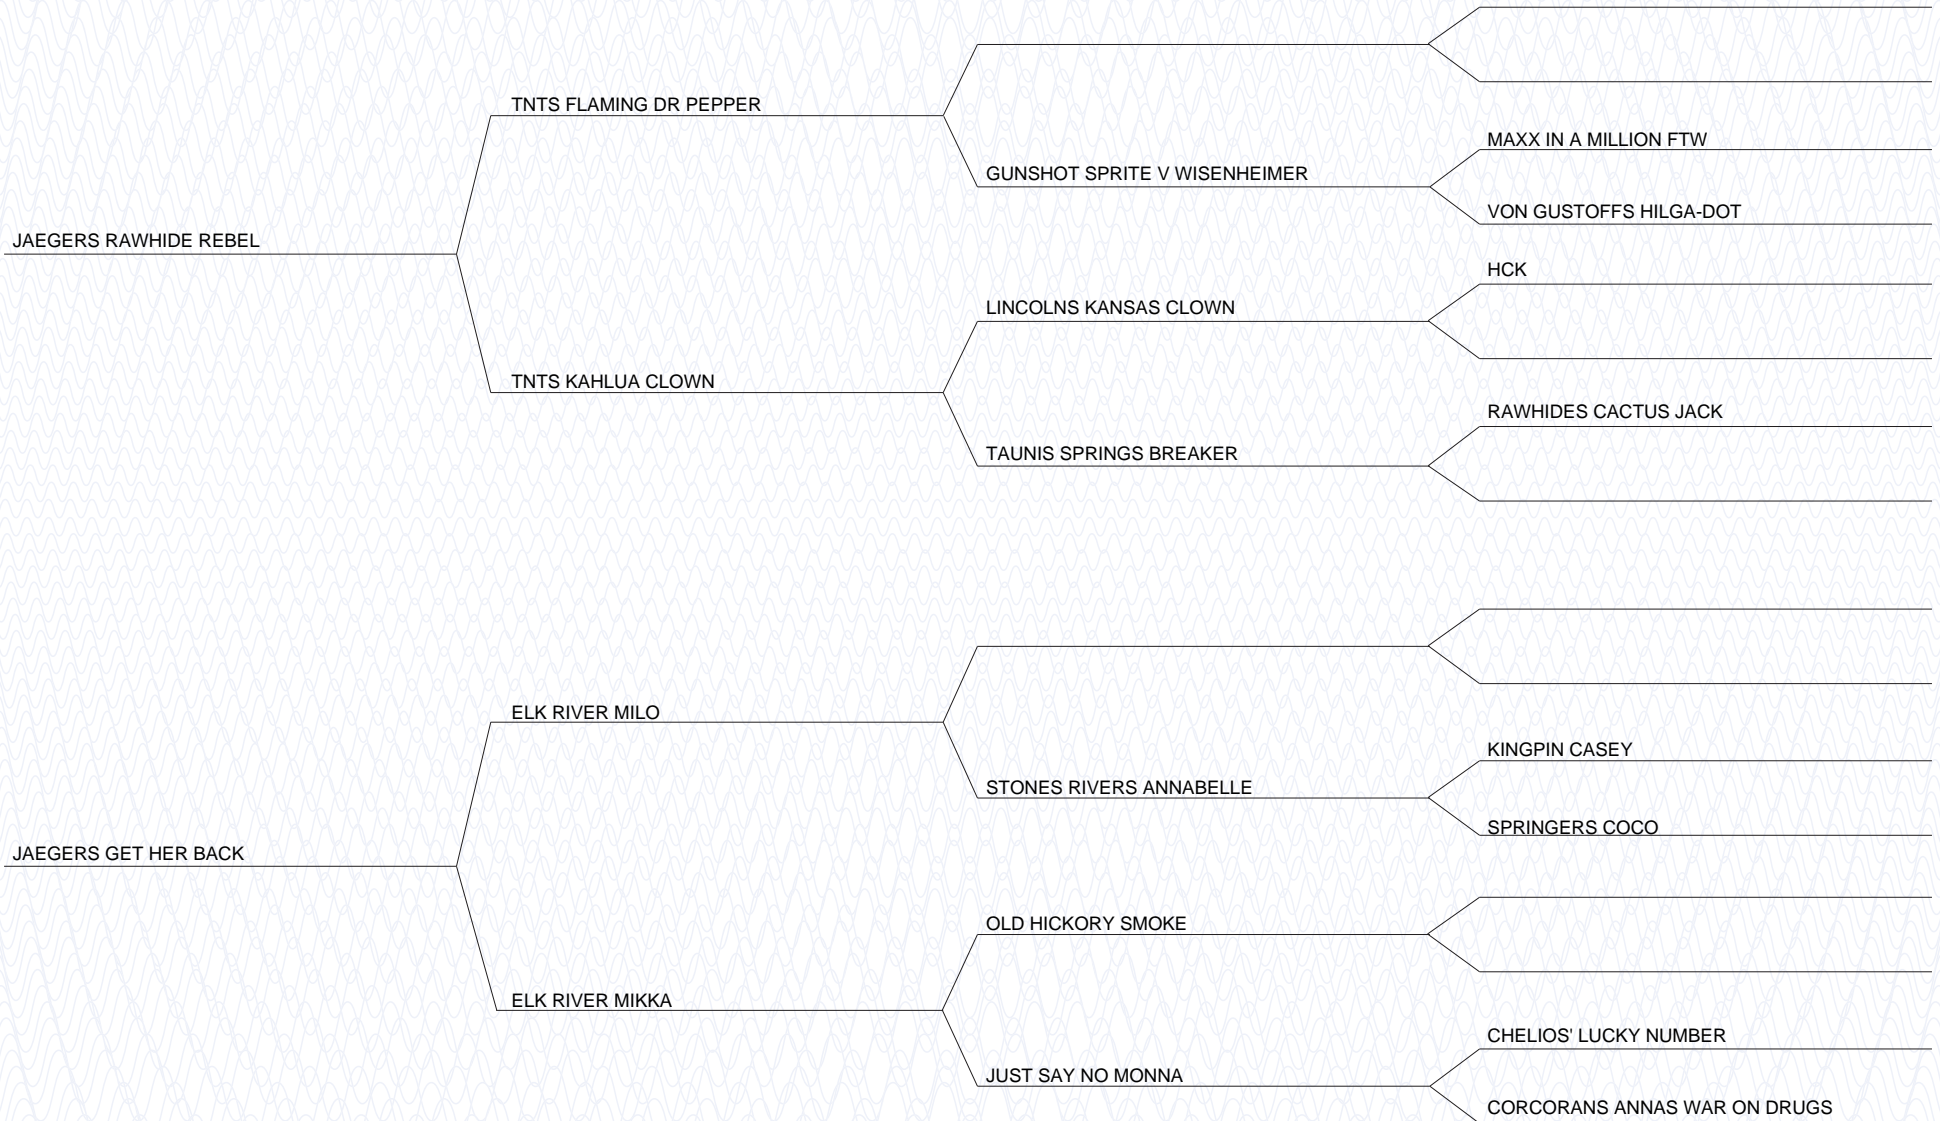 JAEGERS RAWHIDE REBEL
TNTS FLAMING DR PEPPER
GUNSHOT SPRITE V WISENHEIMER
MAXX IN A MILLION FTW
VON GUSTOFFS HILGA-DOT
TNTS KAHLUA CLOWN
LINCOLNS KANSAS CLOWN
HCK
TAUNIS SPRINGS BREAKER
RAWHIDES CACTUS JACK
JAEGERS GET HER BACK
ELK RIVER MILO
STONES RIVERS ANNABELLE
KINGPIN CASEY
SPRINGERS COCO
ELK RIVER MIKKA
OLD HICKORY SMOKE
JUST SAY NO MONNA
CHELIOS' LUCKY NUMBER
CORCORANS ANNAS WAR ON DRUGS